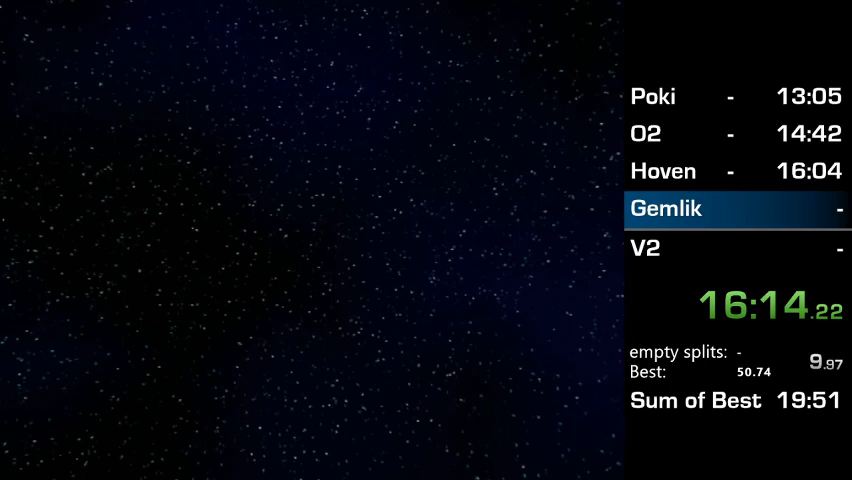 Poki - 13:05
O2 - 14:42
Hoven - 16:04
Gemlik -
V2 -
16:14.22
empty splits: - 9.97
Best: 50.74
Sum of Best 19:51